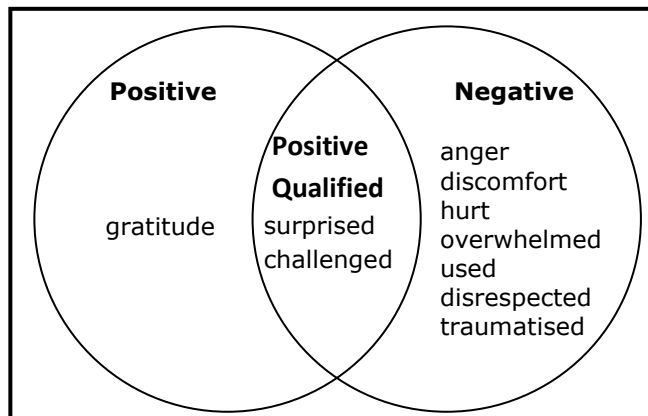 Positive
gratitude
Positive
Qualified
surprised
challenged
Negative
anger
discomfort
hurt
overwhelmed
used
disrespected
traumatised